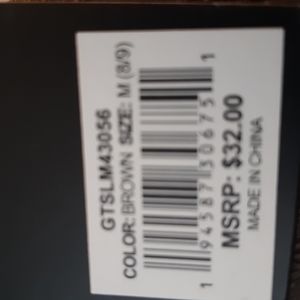 GTSLM43056
COLOR: BROWN SIZE: M (8/9)
1 94587 30675 1
MSRP: $32.00
MADE IN CHINA